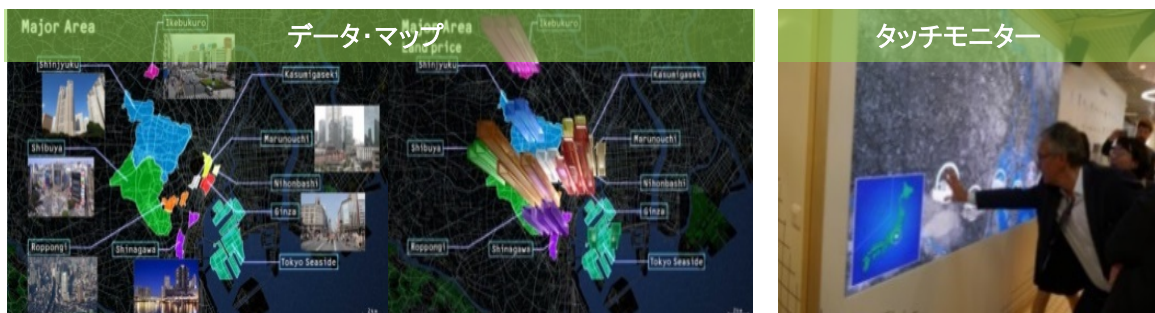 データ・マップ
Major Area
Ikebukuro
Shinjyuku
Kasumigaseki
Shibuya
Marunouchi
Nihonbashi
Ginza
Roppongi
Shinagawa
Tokyo Seaside
Major Area
Land price
Ikebukuro
Shinjyuku
Kasumigaseki
Shibuya
Marunouchi
Nihonbashi
Ginza
Roppongi
Shinagawa
Tokyo Seaside
タッチモニター